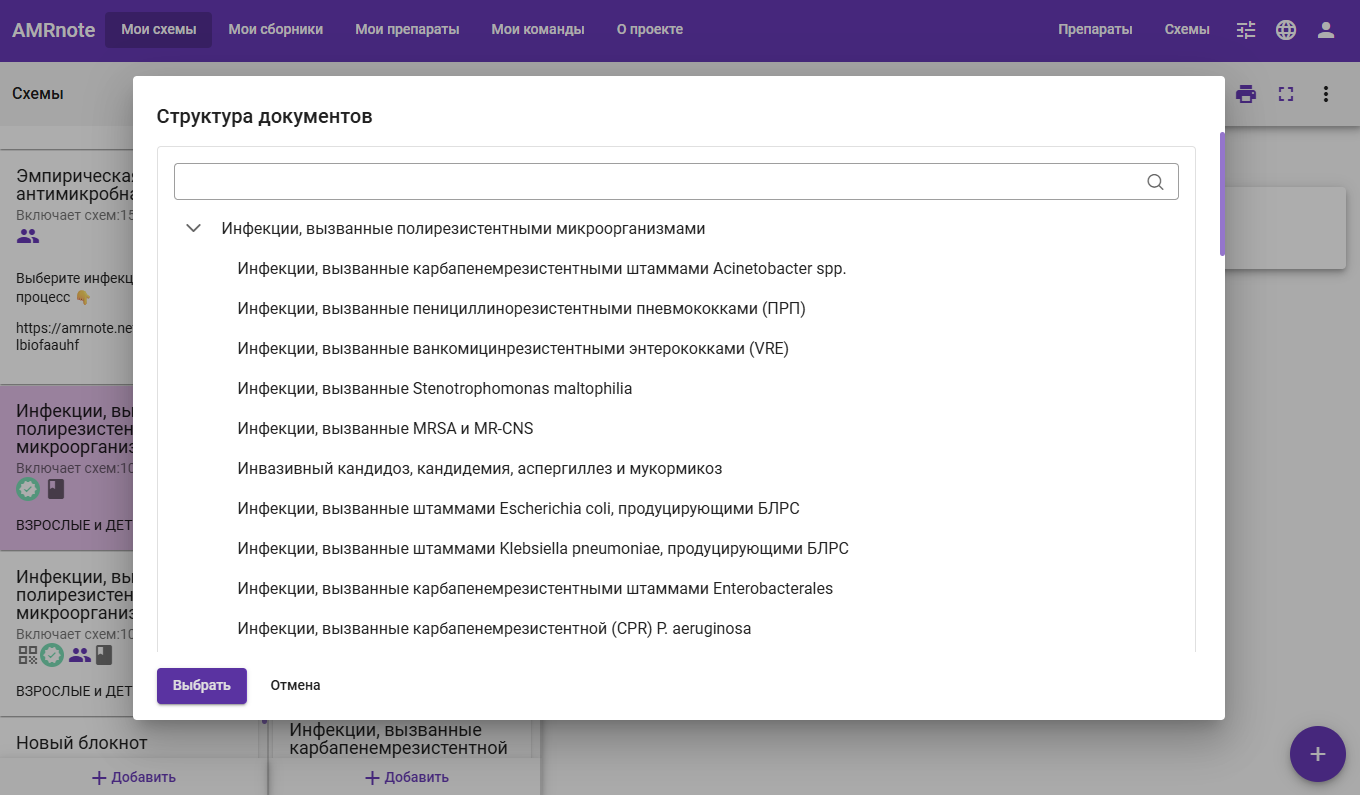 AMRnote
Мои схемы
Мои сборники
Мои препараты
Мои команды
О проекте
Препараты
Схемы
Схемы
Структура документов
Инфекции, вызванные полирезистентными микроорганизмами
Инфекции, вызванные карбапенемрезистентными штаммами Acinetobacter spp.
Инфекции, вызванные пенициллинорезистентными пневмококками (ПРП)
Инфекции, вызванные ванкомицинрезистентными энтерококками (VRE)
Инфекции, вызванные Stenotrophomonas maltophilia
Инфекции, вызванные MRSA и MR-CNS
Инвазивный кандидоз, кандидемия, аспергиллез и мукормикоз
Инфекции, вызванные штаммами Escherichia coli, продуцирующими БЛРС
Инфекции, вызванные штаммами Klebsiella pneumoniae, продуцирующими БЛРС
Инфекции, вызванные карбапенемрезистентными штаммами Enterobacterales
Инфекции, вызванные карбапенемрезистентной (CPR) P. aeruginosa
Выбрать
Отмена
Эмпирическа
антимикробна
Включает схем:15
Выберите инфекц
процесс 👇
https://amrnote.ne
lbiofaauhf
Инфекции, вы
полирезистен
микроорганиз
Включает схем:10
ВЗРОСЛЫЕ и ДЕТ
Инфекции, вы
полирезистен
микроорганиз
Включает схем:10
ВЗРОСЛЫЕ и ДЕТ
Новый блокнот
+ Добавить
Инфекции, вызванные
карбапенемрезистентной
+ Добавить
+